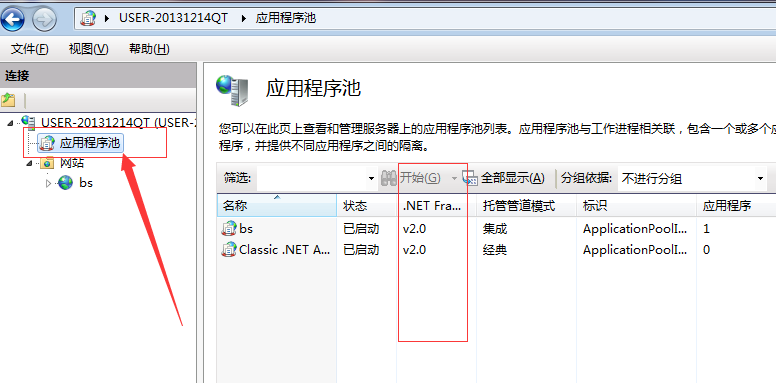 USER-20131214QT ▸ 应用程序池
文件(F) 视图(V) 帮助(H)
连接
USER-20131214QT (USER-2
应用程序池
网站
bs
应用程序池
您可以在此页上查看和管理服务器上的应用程序池列表。应用程序池与工作进程相关联,包含一个或多个应
程序,并提供不同应用程序之间的隔离。
筛选: 开始(G) 全部显示(A) 分组依据: 不进行分组
名称 状态 .NET Fra... 托管管道模式 标识 应用程序
bs 已启动 v2.0 集成 ApplicationPoolI... 1
Classic .NET A... 已启动 v2.0 经典 ApplicationPoolI... 0